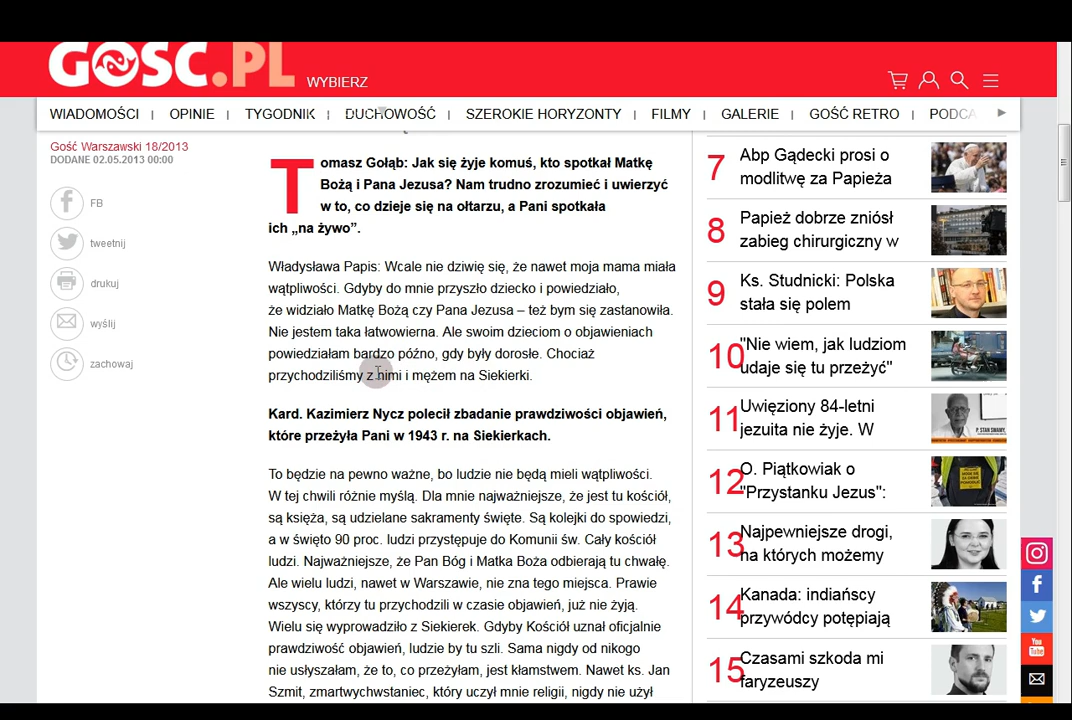 GOSC.PL
WYBIERZ
WIADOMOŚCI | OPINIE | TYGODNIK | DUCHOWOŚĆ | SZEROKIE HORYZONTY | FILMY | GALERIE | GOŚĆ RETRO | PODCA
Gość Warszawski 18/2013
DODANE 02.05.2013 00:00
FB
tweetnij
drukuj
wyślij
zachowaj
Tomasz Gołąb: Jak się żyje komuś, kto spotkał Matkę
Bożą i Pana Jezusa? Nam trudno zrozumieć i uwierzyć
w to, co dzieje się na ołtarzu, a Pani spotkała
ich „na żywo”.
Władysława Papis: Wcale nie dziwię się, że nawet moja mama miała
wątpliwości. Gdyby do mnie przyszło dziecko i powiedziało,
że widziało Matkę Bożą czy Pana Jezusa – też bym się zastanowiła.
Nie jestem taka łatwowierna. Ale swoim dzieciom o objawieniach
powiedziałam bardzo późno, gdy były dorosłe. Chociaż
przychodziliśmy z nimi i mężem na Siekierki.
Kard. Kazimierz Nycz polecił zbadanie prawdziwości objawień,
które przeżyła Pani w 1943 r. na Siekierkach.
To będzie na pewno ważne, bo ludzie nie będą mieli wątpliwości.
W tej chwili różnie myślą. Dla mnie najważniejsze, że jest tu kościół,
są księża, są udzielane sakramenty święte. Są kolejki do spowiedzi,
a w święto 90 proc. ludzi przystępuje do Komunii św. Cały kościół
ludzi. Najważniejsze, że Pan Bóg i Matka Boża odbierają tu chwałę.
Ale wielu ludzi, nawet w Warszawie, nie zna tego miejsca. Prawie
wszyscy, którzy tu przychodzili w czasie objawień, już nie żyją.
Wielu się wyprowadziło z Siekierek. Gdyby Kościół uznał oficjalnie
prawdziwość objawień, ludzie by tu szli. Sama nigdy od nikogo
nie usłyszałam, że to, co przeżyłam, jest kłamstwem. Nawet ks. Jan
Szmit, zmartwychwstaniec, który uczył mnie religii, nigdy nie użył
7 Abp Gądecki prosi o
modlitwę za Papieża
8 Papież dobrze zniósł
zabieg chirurgiczny w
9 Ks. Studnicki: Polska
stała się polem
10 "Nie wiem, jak ludziom
udaje się tu przeżyć"
11 Uwięziony 84-letni
jezuita nie żyje. W
P. STAN SWAMY,
12 O. Piątkowiak o
"Przystanku Jezus":
13 Najpewniejsze drogi,
na których możemy
14 Kanada: indiańscy
przywódcy potępiają
15 Czasami szkoda mi
faryzeuszy
You
Tube